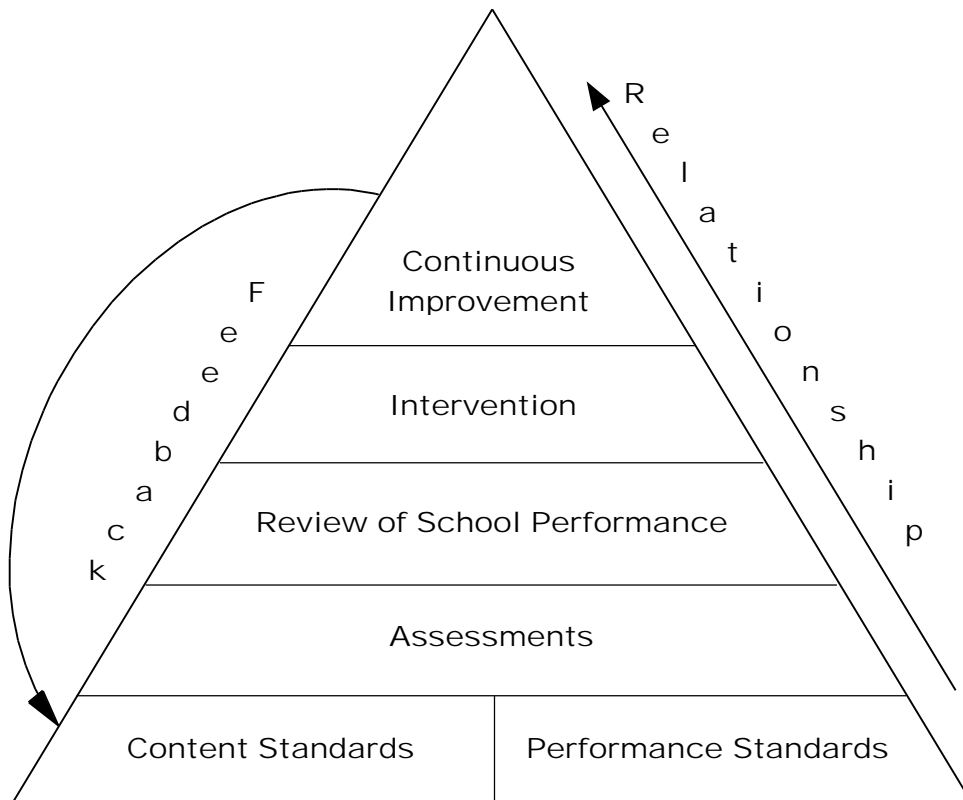 Relationship
Feedback
Continuous
Improvement
Intervention
Review of School Performance
Assessments
Content Standards
Performance Standards